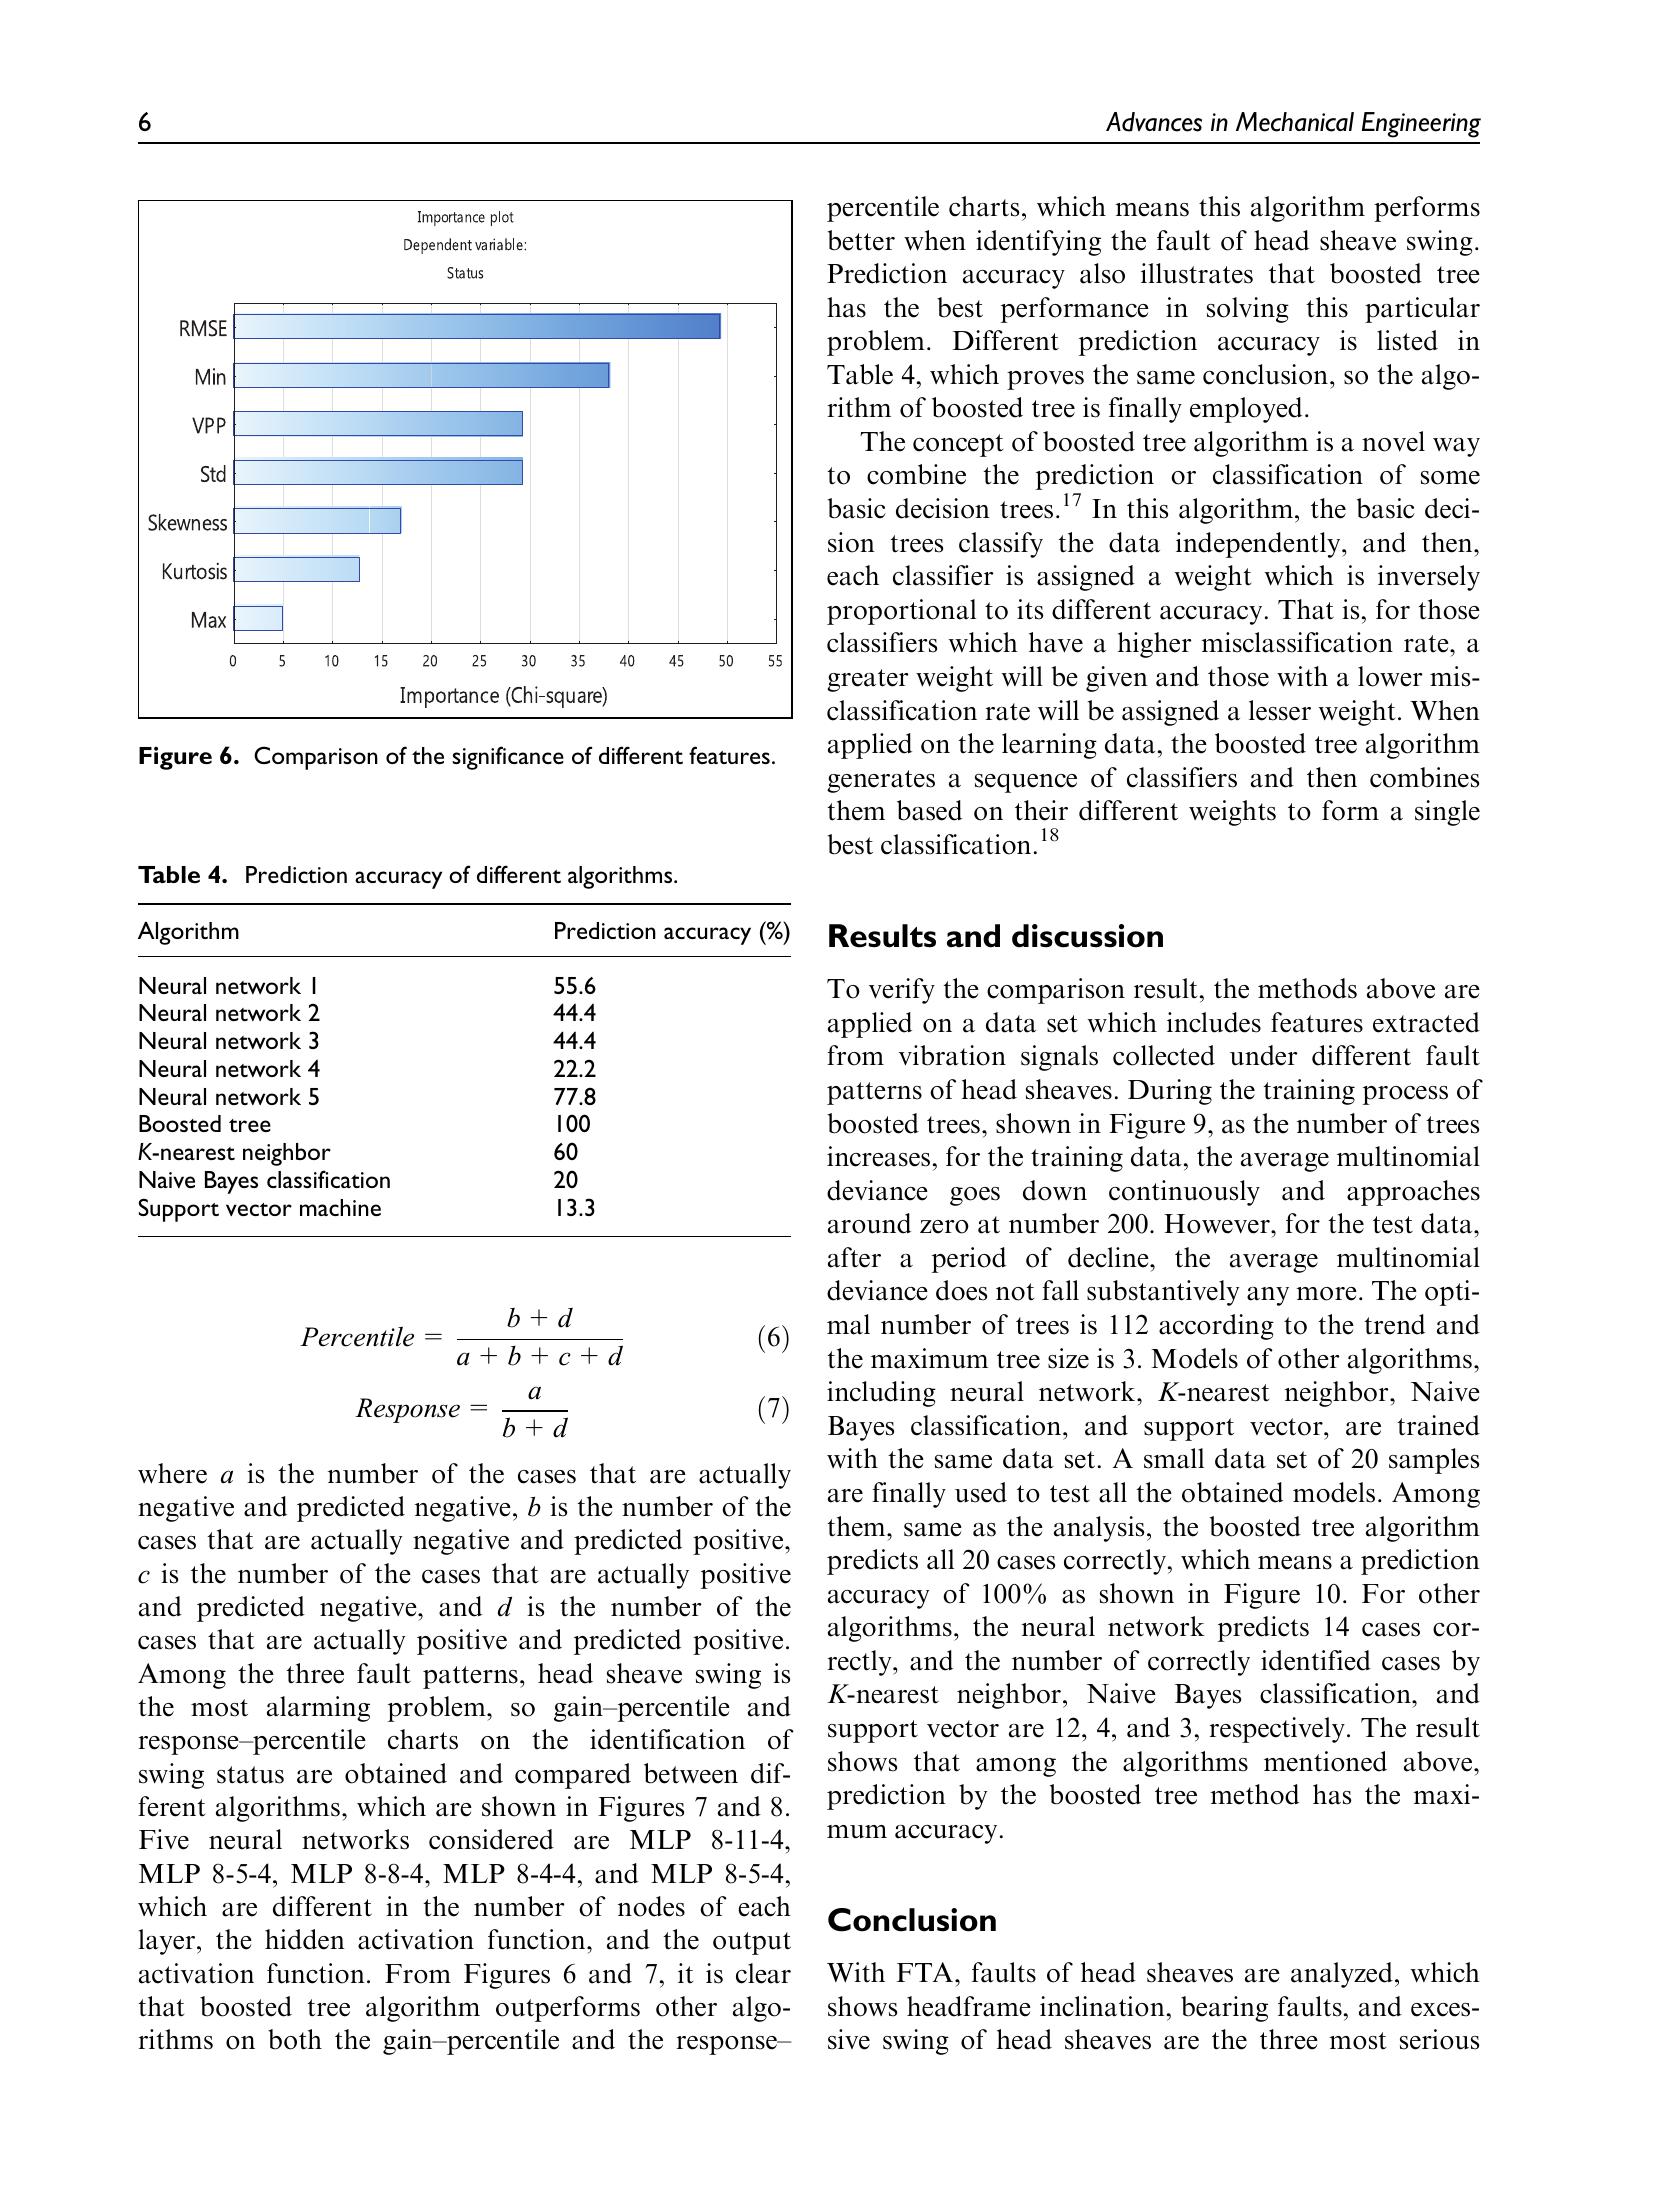 6
Advances in Mechanical Engineering
Importance plot
Dependent variable:
Status
RMSE
Min
VPP
Std
Skewness
Kurtosis
Max
0 5 10 15 20 25 30 35 40 45 50 55
Importance (Chi-square)
Figure 6. Comparison of the significance of different features.
Table 4. Prediction accuracy of different algorithms.
Algorithm Prediction accuracy (%)
Neural network 1 55.6
Neural network 2 44.4
Neural network 3 44.4
Neural network 4 22.2
Neural network 5 77.8
Boosted tree 100
K-nearest neighbor 60
Naive Bayes classification 20
Support vector machine 13.3
Percentile = (b + d) / (a + b + c + d) (6)
Response = a / (b + d) (7)
where a is the number of the cases that are actually
negative and predicted negative, b is the number of the
cases that are actually negative and predicted positive,
c is the number of the cases that are actually positive
and predicted negative, and d is the number of the
cases that are actually positive and predicted positive.
Among the three fault patterns, head sheave swing is
the most alarming problem, so gain–percentile and
response–percentile charts on the identification of
swing status are obtained and compared between dif-
ferent algorithms, which are shown in Figures 7 and 8.
Five neural networks considered are MLP 8-11-4,
MLP 8-5-4, MLP 8-8-4, MLP 8-4-4, and MLP 8-5-4,
which are different in the number of nodes of each
layer, the hidden activation function, and the output
activation function. From Figures 6 and 7, it is clear
that boosted tree algorithm outperforms other algo-
rithms on both the gain–percentile and the response–
percentile charts, which means this algorithm performs
better when identifying the fault of head sheave swing.
Prediction accuracy also illustrates that boosted tree
has the best performance in solving this particular
problem. Different prediction accuracy is listed in
Table 4, which proves the same conclusion, so the algo-
rithm of boosted tree is finally employed.
The concept of boosted tree algorithm is a novel way
to combine the prediction or classification of some
basic decision trees.17 In this algorithm, the basic deci-
sion trees classify the data independently, and then,
each classifier is assigned a weight which is inversely
proportional to its different accuracy. That is, for those
classifiers which have a higher misclassification rate, a
greater weight will be given and those with a lower mis-
classification rate will be assigned a lesser weight. When
applied on the learning data, the boosted tree algorithm
generates a sequence of classifiers and then combines
them based on their different weights to form a single
best classification.18
Results and discussion
To verify the comparison result, the methods above are
applied on a data set which includes features extracted
from vibration signals collected under different fault
patterns of head sheaves. During the training process of
boosted trees, shown in Figure 9, as the number of trees
increases, for the training data, the average multinomial
deviance goes down continuously and approaches
around zero at number 200. However, for the test data,
after a period of decline, the average multinomial
deviance does not fall substantively any more. The opti-
mal number of trees is 112 according to the trend and
the maximum tree size is 3. Models of other algorithms,
including neural network, K-nearest neighbor, Naive
Bayes classification, and support vector, are trained
with the same data set. A small data set of 20 samples
are finally used to test all the obtained models. Among
them, same as the analysis, the boosted tree algorithm
predicts all 20 cases correctly, which means a prediction
accuracy of 100% as shown in Figure 10. For other
algorithms, the neural network predicts 14 cases cor-
rectly, and the number of correctly identified cases by
K-nearest neighbor, Naive Bayes classification, and
support vector are 12, 4, and 3, respectively. The result
shows that among the algorithms mentioned above,
prediction by the boosted tree method has the maxi-
mum accuracy.
Conclusion
With FTA, faults of head sheaves are analyzed, which
shows headframe inclination, bearing faults, and exces-
sive swing of head sheaves are the three most serious